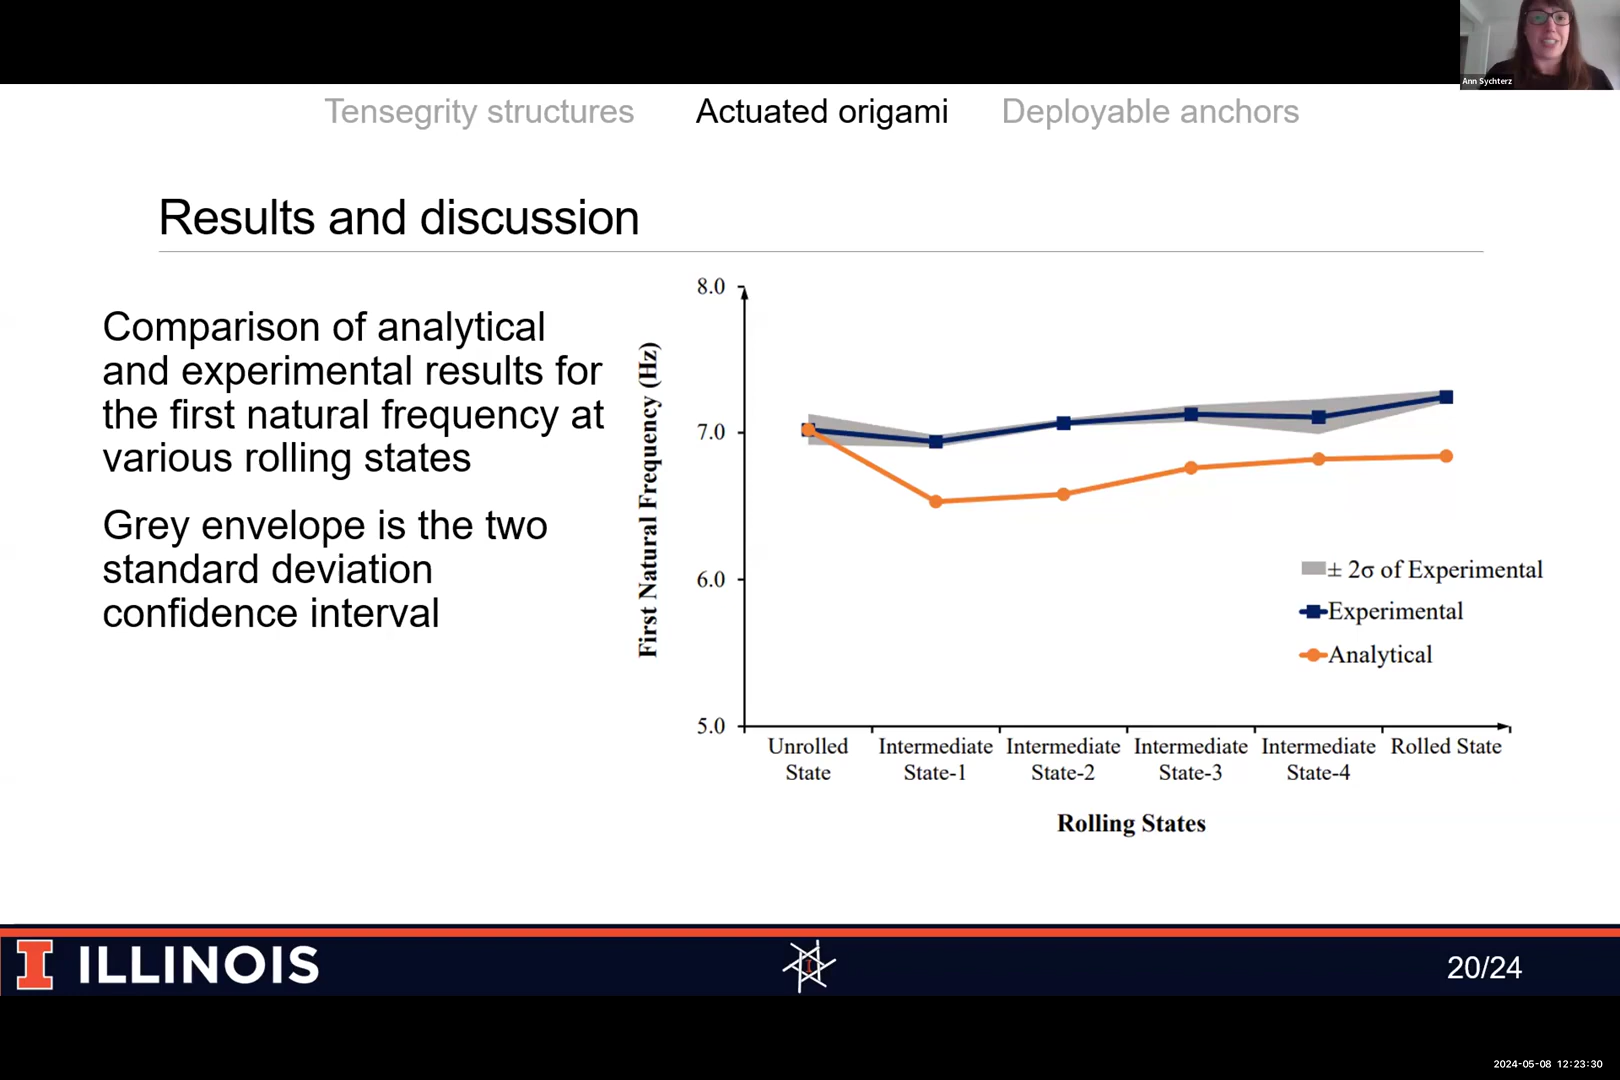 Ann Sychterz
Tensegrity structures Actuated origami Deployable anchors
Results and discussion
Comparison of analytical
and experimental results for
the first natural frequency at
various rolling states
Grey envelope is the two
standard deviation
confidence interval
First Natural Frequency (Hz)
8.0
7.0
6.0
5.0
± 2σ of Experimental
Experimental
Analytical
Unrolled
State
Intermediate
State-1
Intermediate
State-2
Intermediate
State-3
Intermediate
State-4
Rolled State
Rolling States
I ILLINOIS
I
20/24
2024-05-08 12:23:30